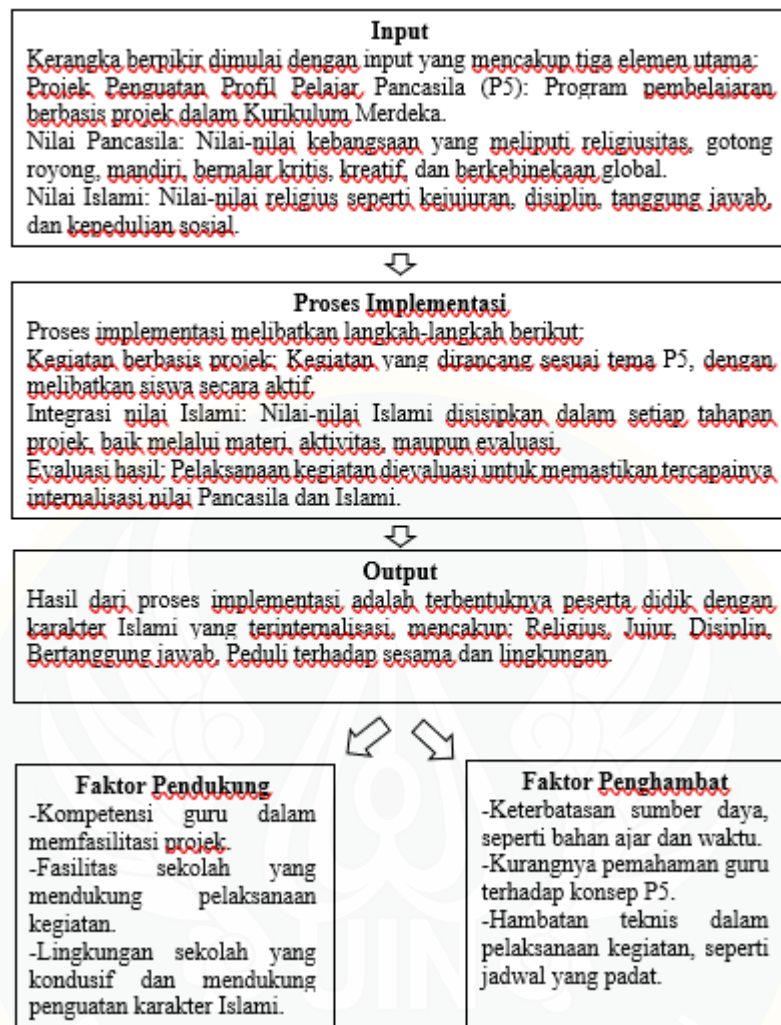 Input
Kerangka berpikir dimulai dengan input yang mencakup tiga elemen utama:
Projek Penguatan Profil Pelajar Pancasila (P5): Program pembelajaran
berbasis projek dalam Kurikulum Merdeka.
Nilai Pancasila: Nilai-nilai kebangsaan yang meliputi religiusitas, gotong
royong, mandiri, bernalar kritis, kreatif, dan berkebinekaan global.
Nilai Islami: Nilai-nilai religius seperti kejujuran, disiplin, tanggung jawab,
dan kepedulian sosial.
Proses Implementasi
Proses implementasi melibatkan langkah-langkah berikut:
Kegiatan berbasis projek: Kegiatan yang dirancang sesuai tema P5, dengan
melibatkan siswa secara aktif.
Integrasi nilai Islami: Nilai-nilai Islami disisipkan dalam setiap tahapan
projek, baik melalui materi, aktivitas, maupun evaluasi.
Evaluasi hasil: Pelaksanaan kegiatan dievaluasi untuk memastikan tercapainya
internalisasi nilai Pancasila dan Islami.
Output
Hasil dari proses implementasi adalah terbentuknya peserta didik dengan
karakter Islami yang terinternalisasi, mencakup: Religius, Jujur, Disiplin,
Bertanggung jawab, Peduli terhadap sesama dan lingkungan.
Faktor Pendukung
-Kompetensi guru dalam
memfasilitasi projek.
-Fasilitas sekolah yang
mendukung pelaksanaan
kegiatan.
-Lingkungan sekolah yang
kondusif dan mendukung
penguatan karakter Islami.
Faktor Penghambat
-Keterbatasan sumber daya,
seperti bahan ajar dan waktu.
-Kurangnya pemahaman guru
terhadap konsep P5.
-Hambatan teknis dalam
pelaksanaan kegiatan, seperti
jadwal yang padat.